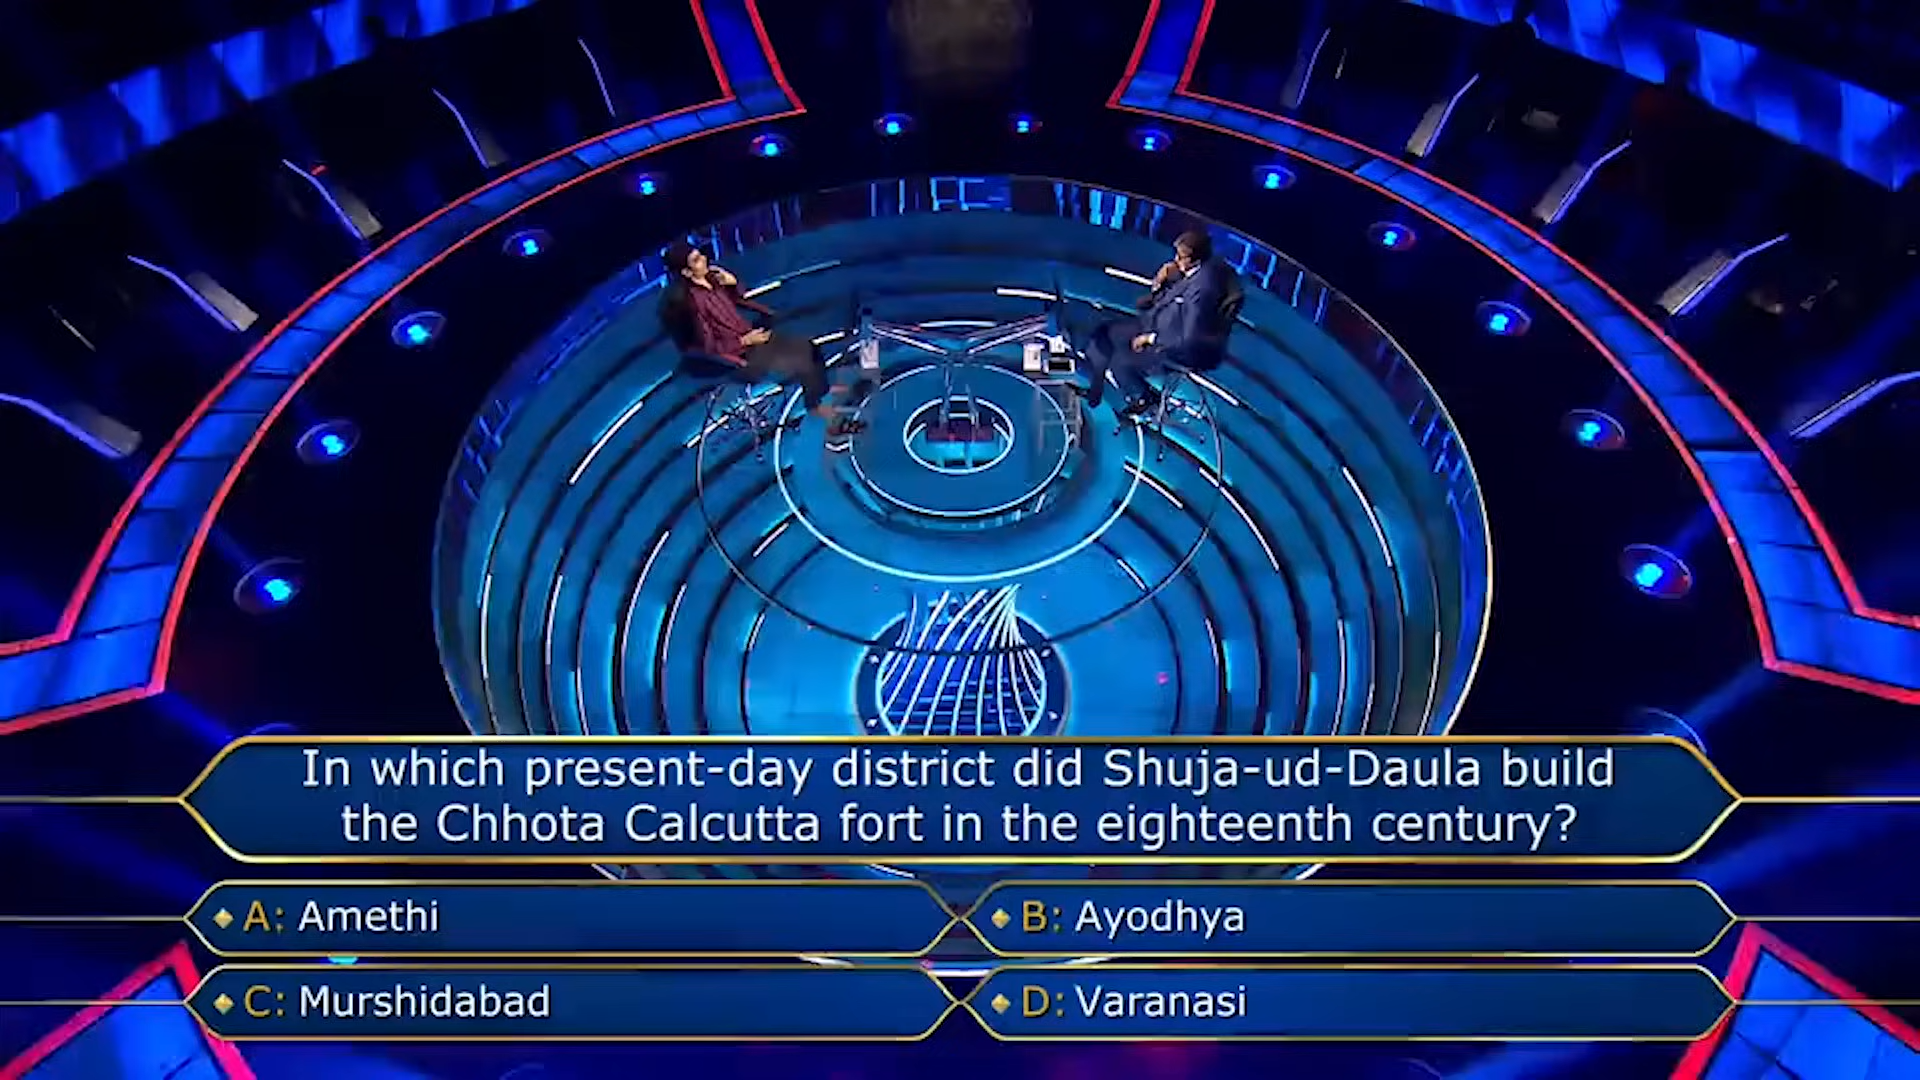 In which present-day district did Shuja-ud-Daula build
the Chhota Calcutta fort in the eighteenth century?
A: Amethi
B: Ayodhya
C: Murshidabad
D: Varanasi